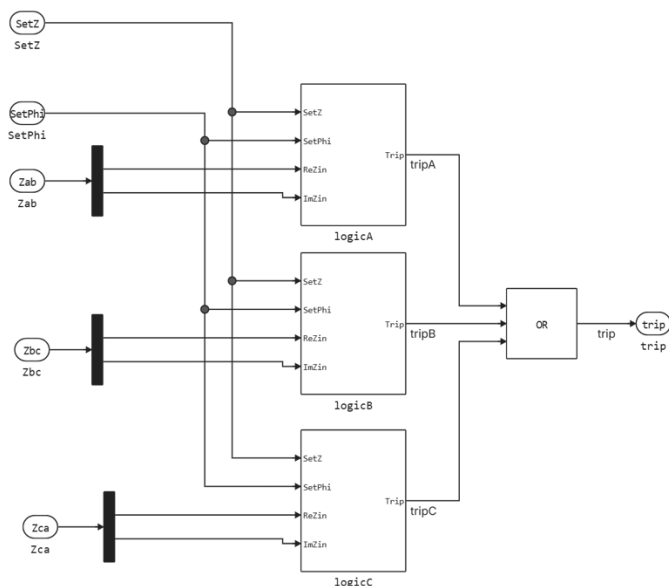 SetZ
SetZ
SetPhi
SetPhi
Zab
Zab
SetZ
SetPhi
ReZin
ImZin
Trip
tripA
logicA
Zbc
Zbc
SetZ
SetPhi
ReZin
ImZin
Trip
tripB
logicB
Zca
Zca
SetZ
SetPhi
ReZin
ImZin
Trip
tripC
logicC
OR
trip
trip
trip